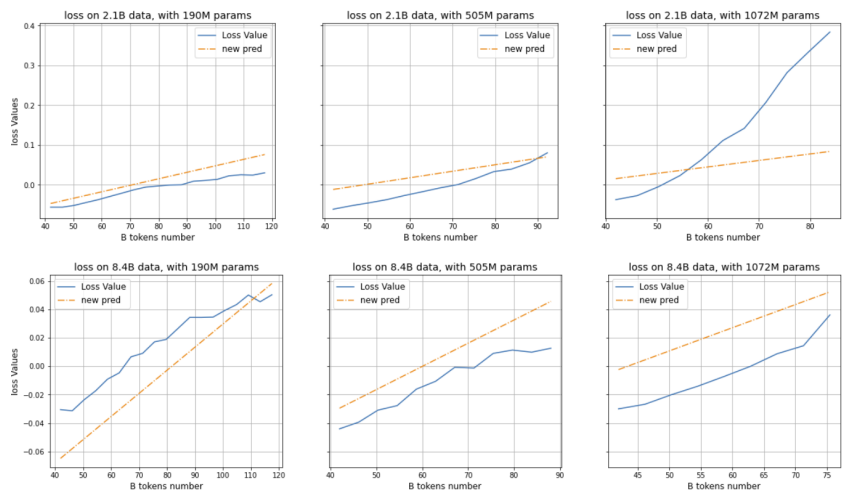 loss on 2.1B data, with 190M params
loss on 2.1B data, with 505M params
loss on 2.1B data, with 1072M params
0.4
0.3
0.2
0.1
0.0
loss Values
Loss Value
new pred
Loss Value
new pred
Loss Value
new pred
40 50 60 70 80 90 100 110 120
40 50 60 70 80 90
40 50 60 70 80
B tokens number
B tokens number
B tokens number
loss on 8.4B data, with 190M params
loss on 8.4B data, with 505M params
loss on 8.4B data, with 1072M params
0.06
0.04
0.02
0.00
−0.02
−0.04
−0.06
loss Values
Loss Value
new pred
Loss Value
new pred
Loss Value
new pred
40 50 60 70 80 90 100 110 120
40 50 60 70 80 90
45 50 55 60 65 70 75
B tokens number
B tokens number
B tokens number